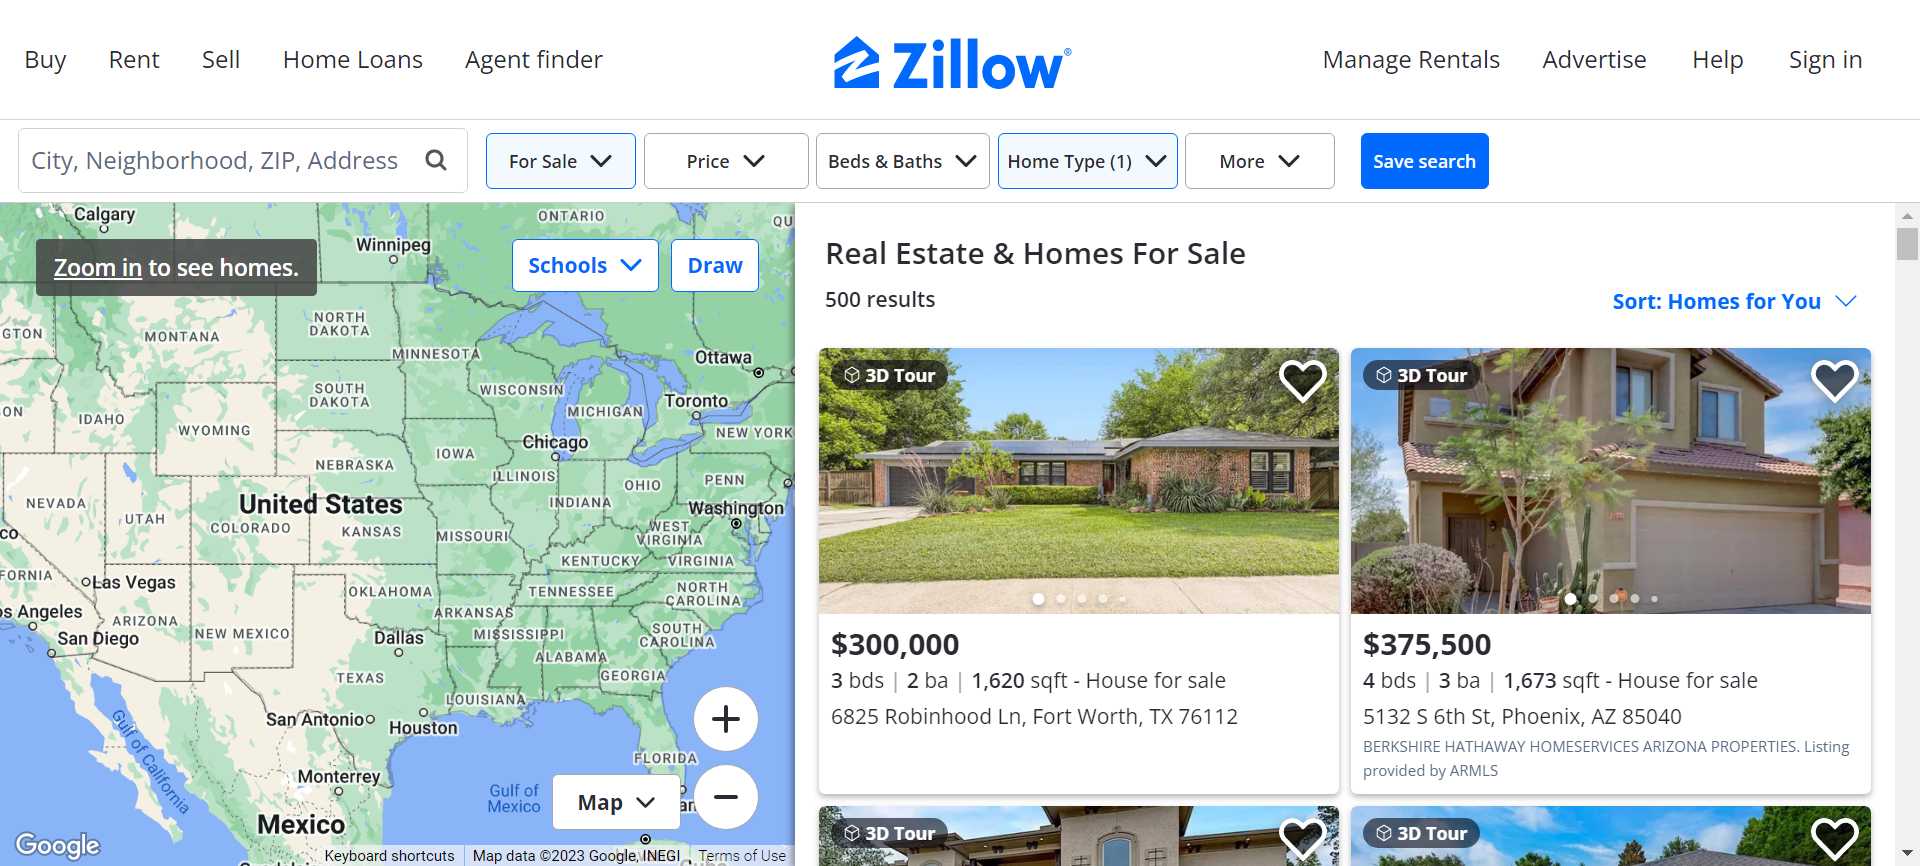 Buy Rent Sell Home Loans Agent finder
Zillow®
Manage Rentals Advertise Help Sign in
City, Neighborhood, ZIP, Address
For Sale
Price
Beds & Baths
Home Type (1)
More
Save search
Calgary
ONTARIO
QU
Winnipeg
Zoom in to see homes.
Schools
Draw
NORTH
DAKOTA
GTON
MONTANA
MINNESOTA
Ottawa
SOUTH
DAKOTA
WISCONSIN
MICHIGAN
Toronto
ON
IDAHO
WYOMING
NEW YORK
Chicago
IOWA
NEBRASKA
ILLINOIS
OHIO
PENN
NEVADA
UTAH
United States
COLORADO
KANSAS
INDIANA
Washington
MISSOURI
WEST
VIRGINIA
co
KENTUCKY
VIRGINIA
FORNIA
Las Vegas
OKLAHOMA
TENNESSEE
NORTH
CAROLINA
os Angeles
ARIZONA
NEW MEXICO
ARKANSAS
San Diego
Dallas
MISSISSIPPI
SOUTH
CAROLINA
ALABAMA
TEXAS
GEORGIA
LOUISIANA
San Antonio
Houston
Gulf of California
FLORIDA
Monterrey
Gulf of
Mexico
Map
Mexico
Google
Keyboard shortcuts
Map data ©2023 Google, INEGI
Terms of Use
Real Estate & Homes For Sale
500 results
Sort: Homes for You
3D Tour
$300,000
3 bds | 2 ba | 1,620 sqft - House for sale
6825 Robinhood Ln, Fort Worth, TX 76112
3D Tour
$375,500
4 bds | 3 ba | 1,673 sqft - House for sale
5132 S 6th St, Phoenix, AZ 85040
BERKSHIRE HATHAWAY HOMESERVICES ARIZONA PROPERTIES. Listing
provided by ARMLS
3D Tour
3D Tour